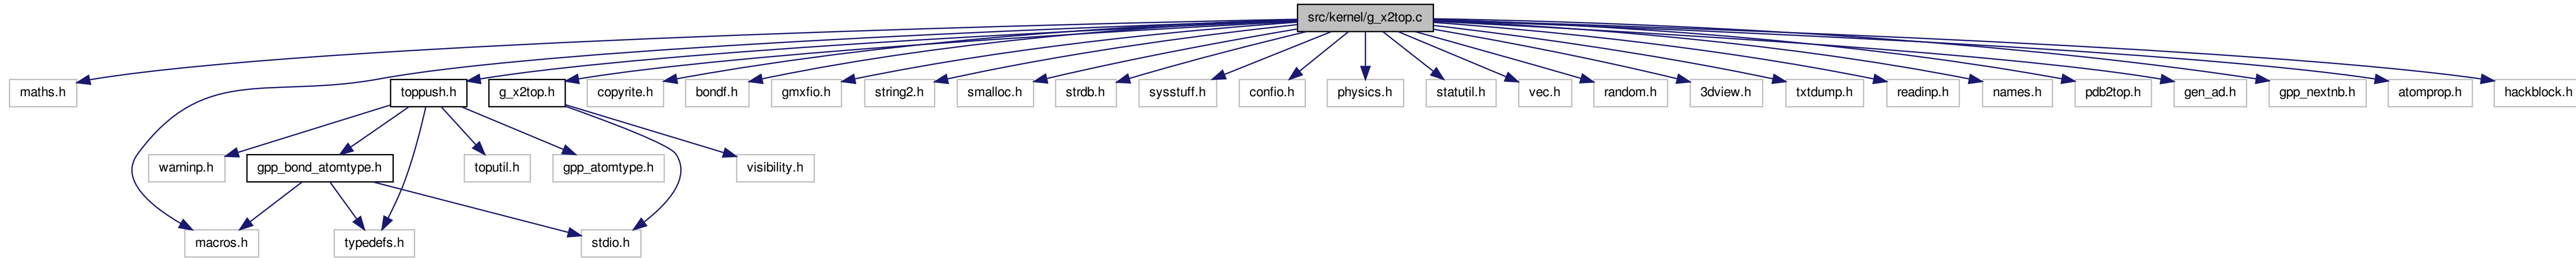 src/kernel/g_x2top.c
maths.h
toppush.h
g_x2top.h
copyrite.h
bondf.h
gmxfio.h
string2.h
smalloc.h
strdb.h
sysstuff.h
confio.h
physics.h
statutil.h
vec.h
random.h
3dview.h
txtdump.h
readinp.h
names.h
pdb2top.h
gen_ad.h
gpp_nextnb.h
atomprop.h
hackblock.h
warninp.h
gpp_bond_atomtype.h
toputil.h
gpp_atomtype.h
visibility.h
macros.h
typedefs.h
stdio.h